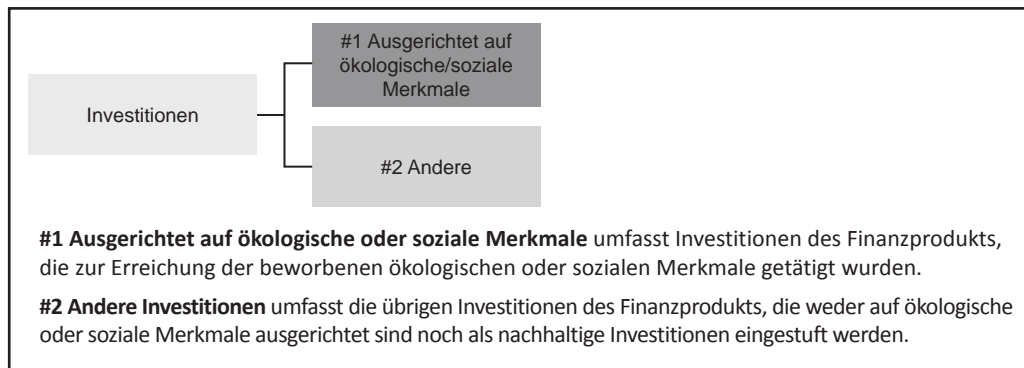 #1 Ausgerichtet auf
ökologische/soziale
Merkmale
Investitionen
#2 Andere
#1 Ausgerichtet auf ökologische oder soziale Merkmale umfasst Investitionen des Finanzprodukts,
die zur Erreichung der beworbenen ökologischen oder sozialen Merkmale getätigt wurden.
#2 Andere Investitionen umfasst die übrigen Investitionen des Finanzprodukts, die weder auf ökologische
oder soziale Merkmale ausgerichtet sind noch als nachhaltige Investitionen eingestuft werden.